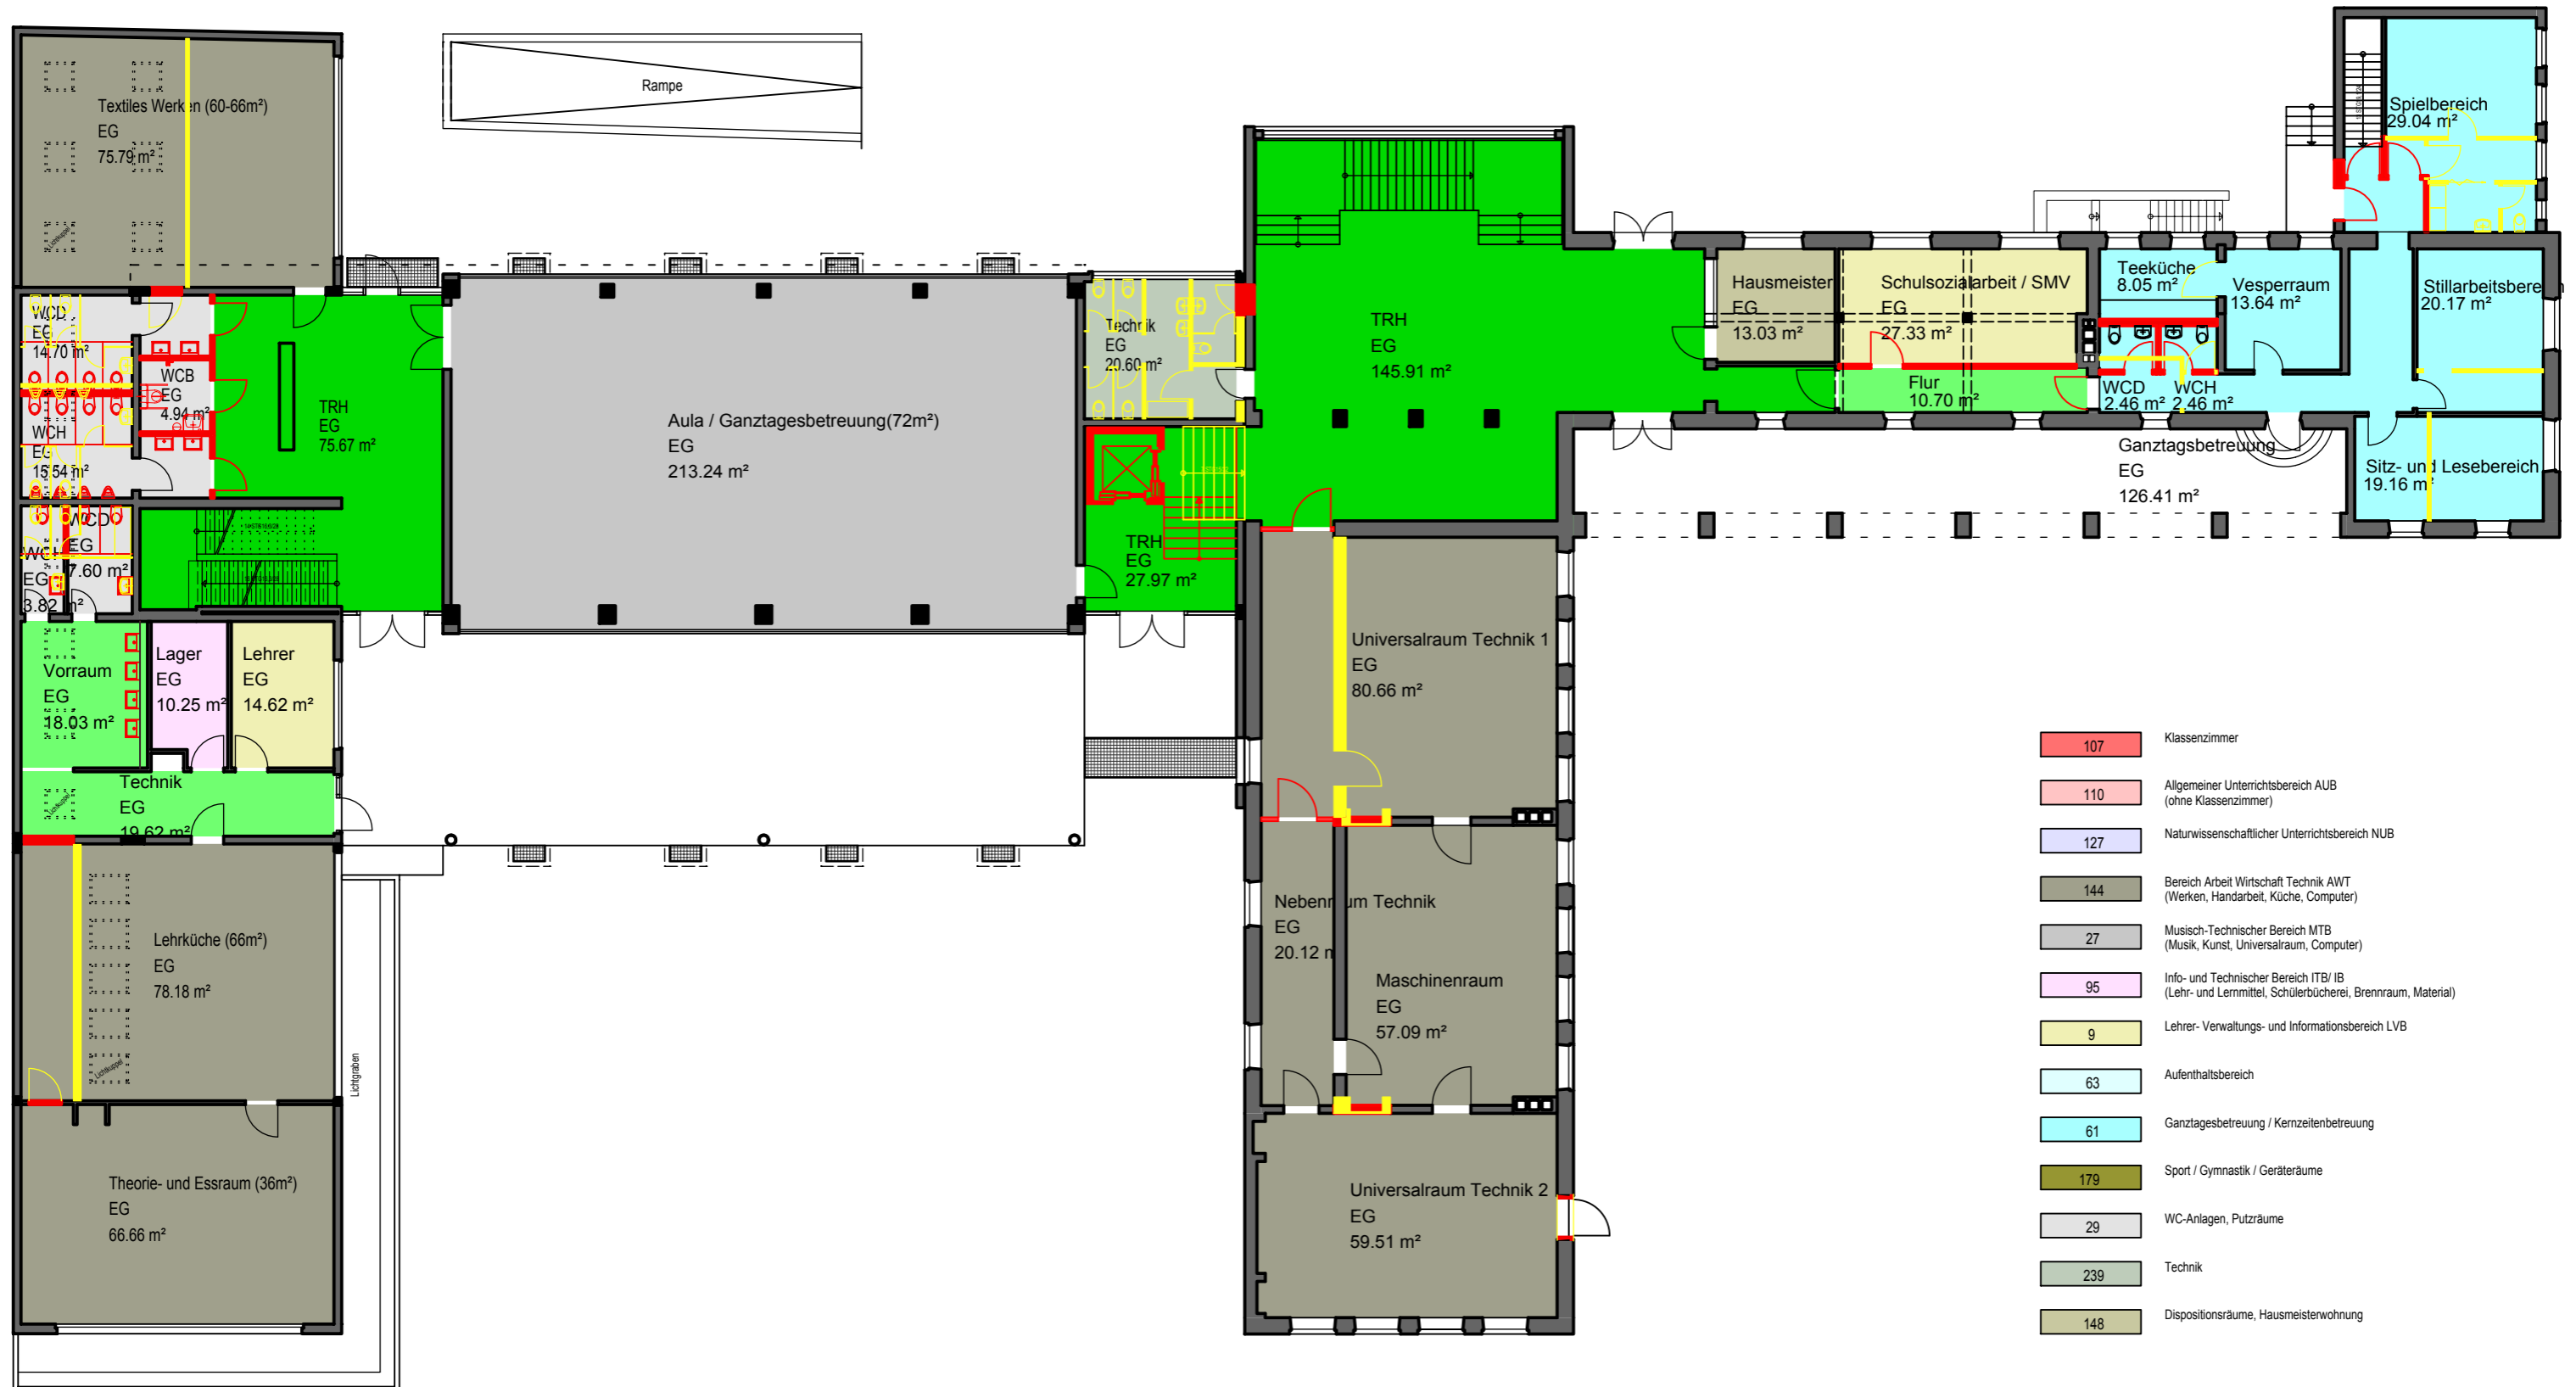 Rampe
Textiles Werken (60-66m²)
EG
75.79 m²
Lichtkuppel
WCD
EG
14.70 m²
WCB
EG
4.94 m²
WCH
EG
15.54 m²
TRH
EG
75.67 m²
WCD
EG
7.60 m²
WCH
EG
3.82 m²
Vorraum
EG
18.03 m²
Lager
EG
10.25 m²
Lehrer
EG
14.62 m²
Technik
EG
19.62 m²
Lichtkuppel
Lehrküche (66m²)
EG
78.18 m²
Lichtkuppel
Lichtgraben
Theorie- und Essraum (36m²)
EG
66.66 m²
Aula / Ganztagesbetreuung(72m²)
EG
213.24 m²
Technik
EG
20.60 m²
TRH
EG
27.97 m²
TRH
EG
145.91 m²
Universalraum Technik 1
EG
80.66 m²
Nebenraum Technik
EG
20.12 m
Maschinenraum
EG
57.09 m²
Universalraum Technik 2
EG
59.51 m²
Hausmeister
EG
13.03 m²
Schulsozialarbeit / SMV
EG
27.33 m²
Flur
10.70 m²
Teeküche
8.05 m²
Vesperraum
13.64 m²
WCD
2.46 m²
WCH
2.46 m²
Ganztagsbetreuung
EG
126.41 m²
Spielbereich
29.04 m²
Stillarbeitsbereich
20.17 m²
Sitz- und Lesebereich
19.16 m²
107 Klassenzimmer
110 Allgemeiner Unterrichtsbereich AUB
(ohne Klassenzimmer)
127 Naturwissenschaftlicher Unterrichtsbereich NUB
144 Bereich Arbeit Wirtschaft Technik AWT
(Werken, Handarbeit, Küche, Computer)
27 Musisch-Technischer Bereich MTB
(Musik, Kunst, Universalraum, Computer)
95 Info- und Technischer Bereich ITB/ IB
(Lehr- und Lernmittel, Schülerbücherei, Brennraum, Material)
9 Lehrer- Verwaltungs- und Informationsbereich LVB
63 Aufenthaltsbereich
61 Ganztagesbetreuung / Kernzeitenbetreuung
179 Sport / Gymnastik / Geräteräume
29 WC-Anlagen, Putzräume
239 Technik
148 Dispositionsräume, Hausmeisterwohnung